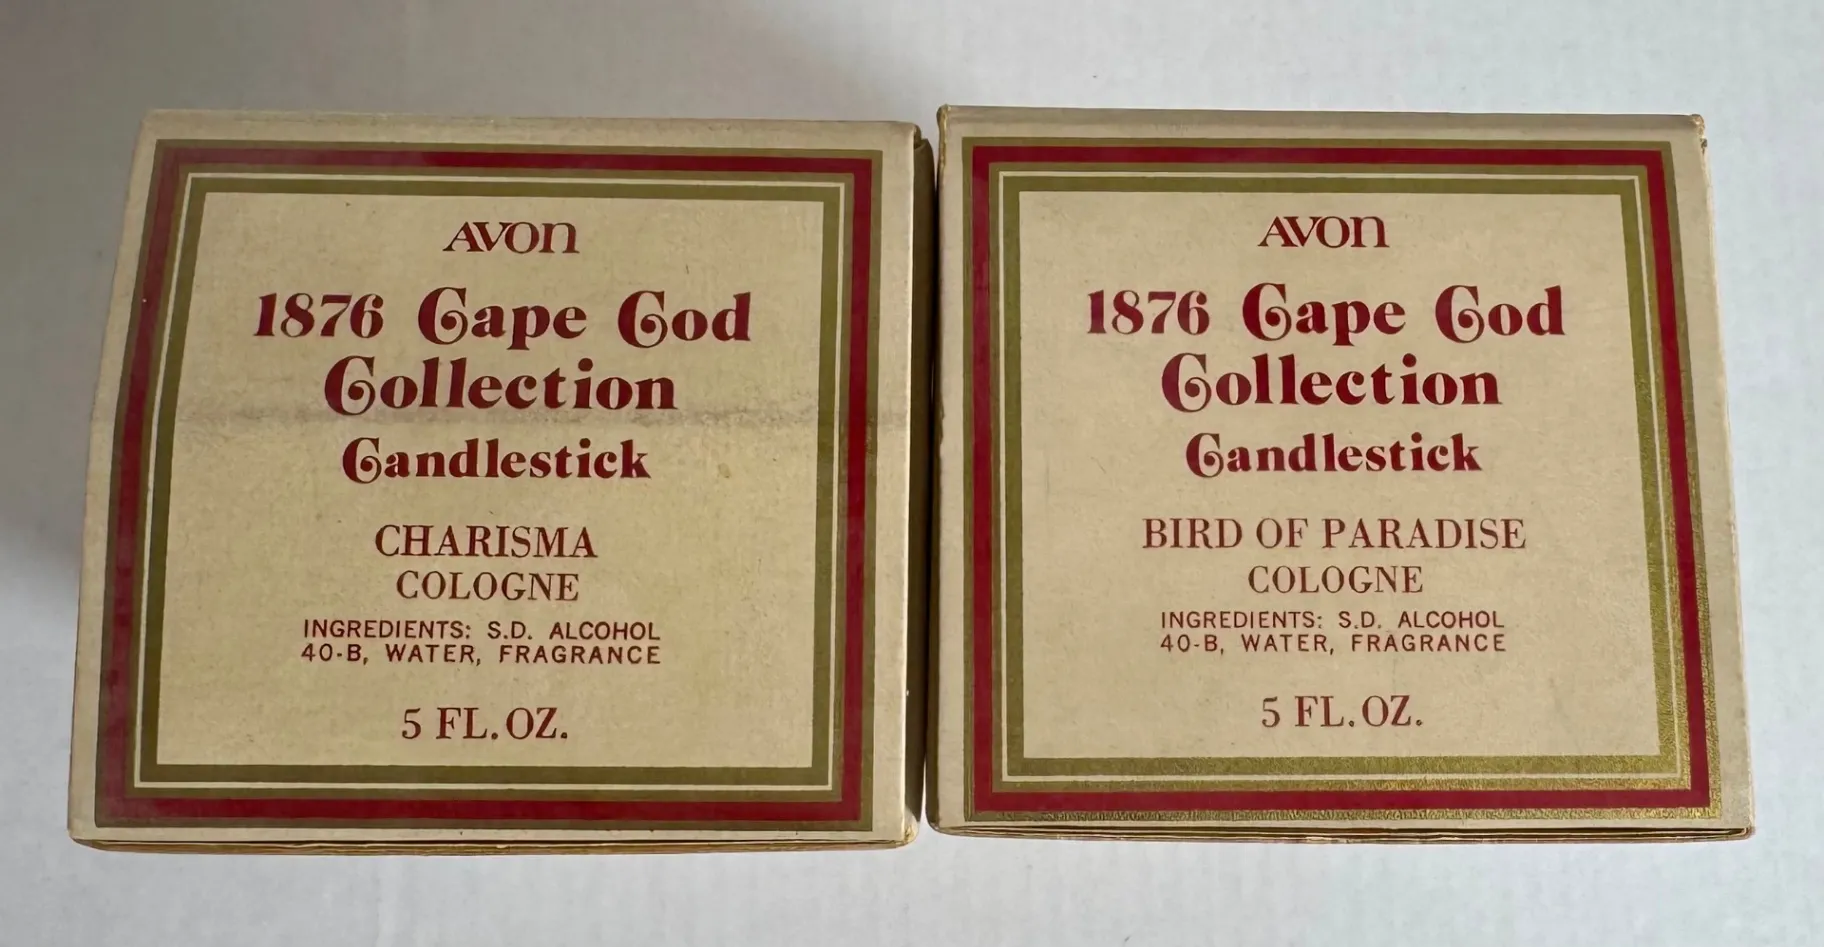 AVON
1876 Cape Cod
Collection
Candlestick
CHARISMA
COLOGNE
INGREDIENTS: S.D. ALCOHOL
40-B, WATER, FRAGRANCE
5 FL. OZ.
AVON
1876 Cape Cod
Collection
Candlestick
BIRD OF PARADISE
COLOGNE
INGREDIENTS: S.D. ALCOHOL
40-B, WATER, FRAGRANCE
5 FL. OZ.